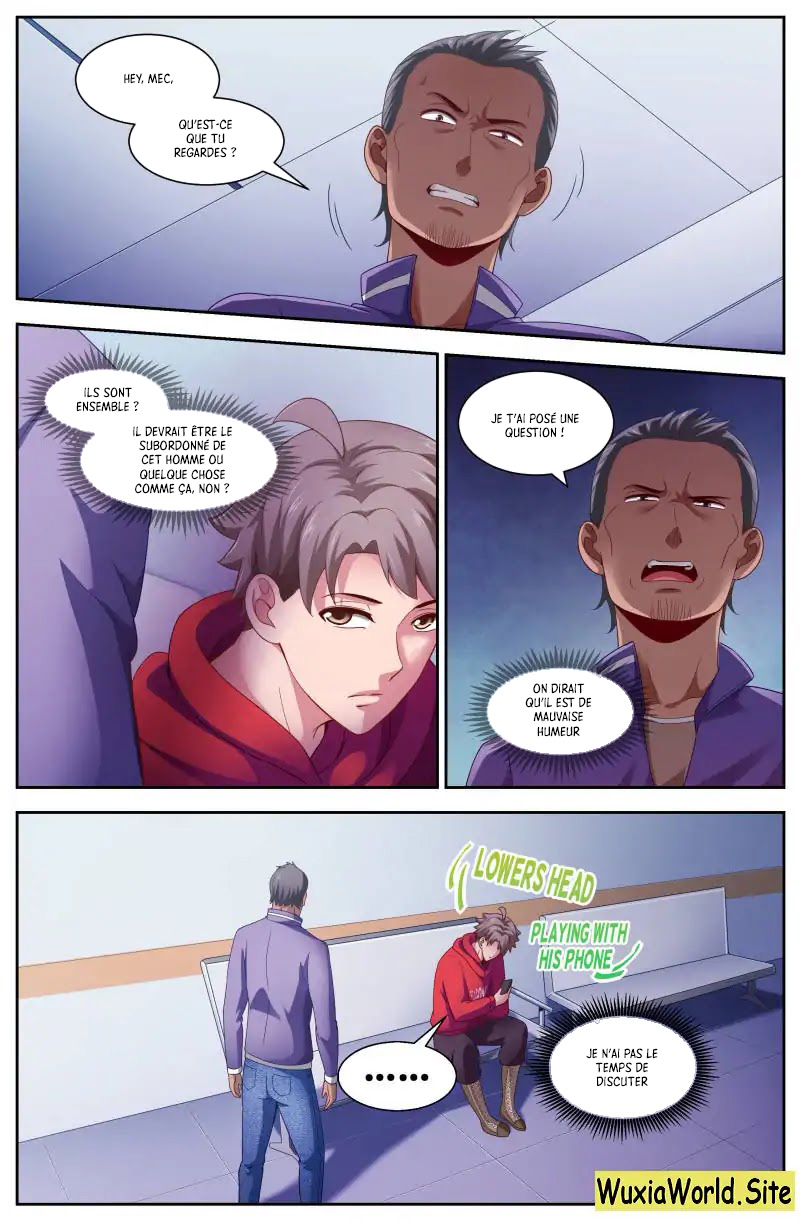 HEY, MEC,
QU'EST-CE
QUE TU
REGARDES ?
ILS SONT
ENSEMBLE ?
IL DEVRAIT ÊTRE LE
SUBORDONNÉ DE
CET HOMME OU
QUELQUE CHOSE
COMME ÇA, NON ?
JE T'AI POSÉ UNE
QUESTION !
ON DIRAIT
QU'IL EST DE
MAUVAISE
HUMEUR
LOWERS HEAD
PLAYING WITH
HIS PHONE
••••••
JE N'AI PAS LE
TEMPS DE
DISCUTER
WuxiaWorld.Site